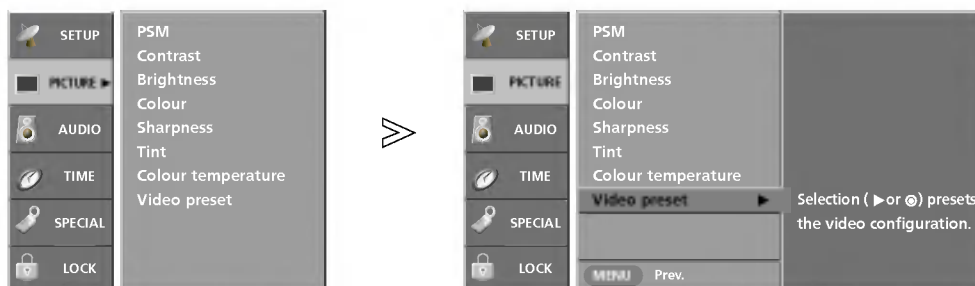 SETUP
PICTURE ▶
AUDIO
TIME
SPECIAL
LOCK
PSM
Contrast
Brightness
Colour
Sharpness
Tint
Colour temperature
Video preset
SETUP
PICTURE
AUDIO
TIME
SPECIAL
LOCK
PSM
Contrast
Brightness
Colour
Sharpness
Tint
Colour temperature
Video preset ▶
MENU Prev.
Selection ( ▶or ◉) presets
the video configuration.